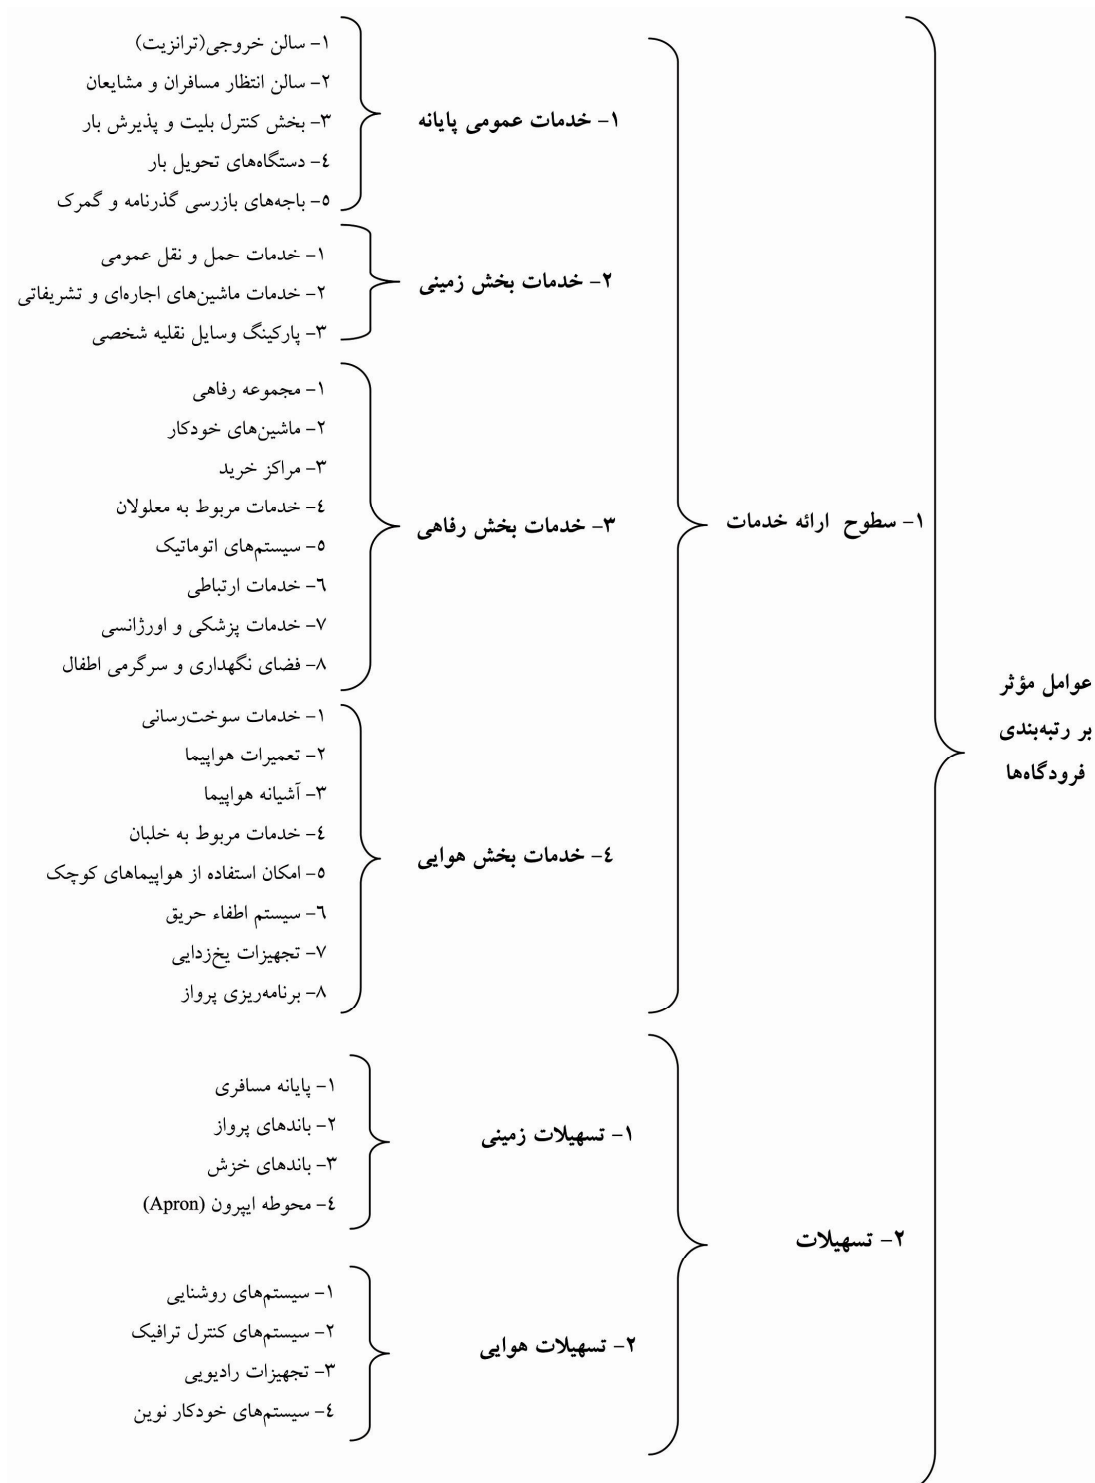 عوامل مؤثر
بر رتبه‌بندی
فرودگاه‌ها
۱- سطوح ارائه خدمات
۱- خدمات عمومی پایانه
۱- سالن خروجی(ترانزیت)
۲- سالن انتظار مسافران و مشایعان
۳- بخش کنترل بلیت و پذیرش بار
٤- دستگاه‌های تحویل بار
٥- باجه‌های بازرسی گذرنامه و گمرک
۲- خدمات بخش زمینی
۱- خدمات حمل و نقل عمومی
۲- خدمات ماشین‌های اجاره‌ای و تشریفاتی
۳- پارکینگ وسایل نقلیه شخصی
۳- خدمات بخش رفاهی
۱- مجموعه رفاهی
۲- ماشین‌های خودکار
۳- مراکز خرید
٤- خدمات مربوط به معلولان
٥- سیستم‌های اتوماتیک
٦- خدمات ارتباطی
۷- خدمات پزشکی و اورژانسی
۸- فضای نگهداری و سرگرمی اطفال
٤- خدمات بخش هوایی
۱- خدمات سوخت‌رسانی
۲- تعمیرات هواپیما
۳- آشیانه هواپیما
٤- خدمات مربوط به خلبان
٥- امکان استفاده از هواپیماهای کوچک
٦- سیستم اطفاء حریق
۷- تجهیزات یخ‌زدایی
۸- برنامه‌ریزی پرواز
۲- تسهیلات
۱- تسهیلات زمینی
۱- پایانه مسافری
۲- باندهای پرواز
۳- باندهای خزش
٤- محوطه ایپرون (Apron)
۲- تسهیلات هوایی
۱- سیستم‌های روشنایی
۲- سیستم‌های کنترل ترافیک
۳- تجهیزات رادیویی
٤- سیستم‌های خودکار نوین